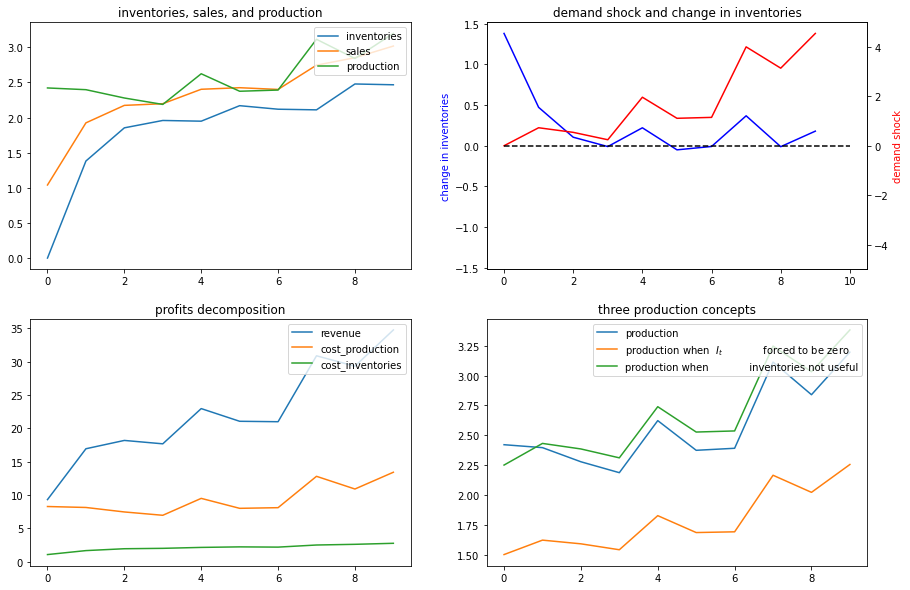 inventories, sales, and production
3.0
2.5
2.0
1.5
1.0
0.5
0.0
0 2 4 6 8
inventories
sales
production
demand shock and change in inventories
change in inventories
1.5
1.0
0.5
0.0
−0.5
−1.0
−1.5
0 2 4 6 8 10
4
2
0
−2
−4
demand shock
profits decomposition
35
30
25
20
15
10
5
0
0 2 4 6 8
revenue
cost_production
cost_inventories
three production concepts
3.25
3.00
2.75
2.50
2.25
2.00
1.75
1.50
0 2 4 6 8
production
production when I_t forced to be zero
production when inventories not useful